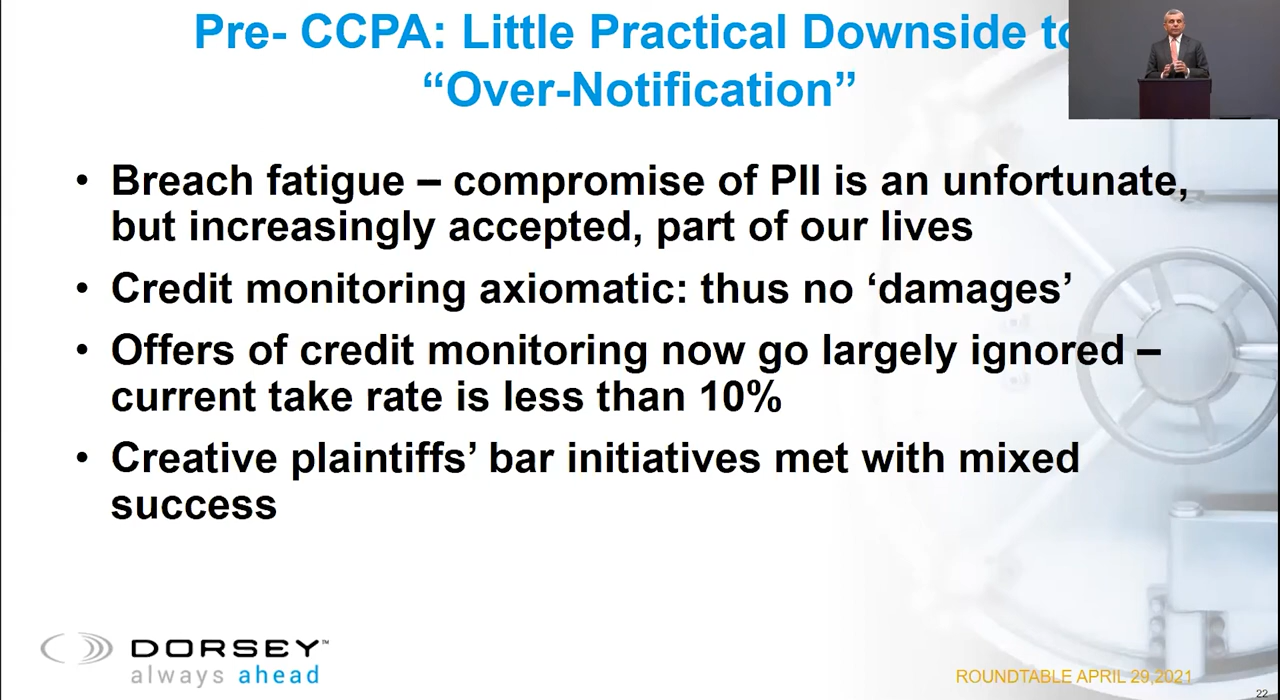 Pre- CCPA: Little Practical Downside to
“Over-Notification”
• Breach fatigue – compromise of PII is an unfortunate,
but increasingly accepted, part of our lives
• Credit monitoring axiomatic: thus no ‘damages’
• Offers of credit monitoring now go largely ignored –
current take rate is less than 10%
• Creative plaintiffs’ bar initiatives met with mixed
success
DORSEY™
always ahead
ROUNDTABLE APRIL 29,2021
22